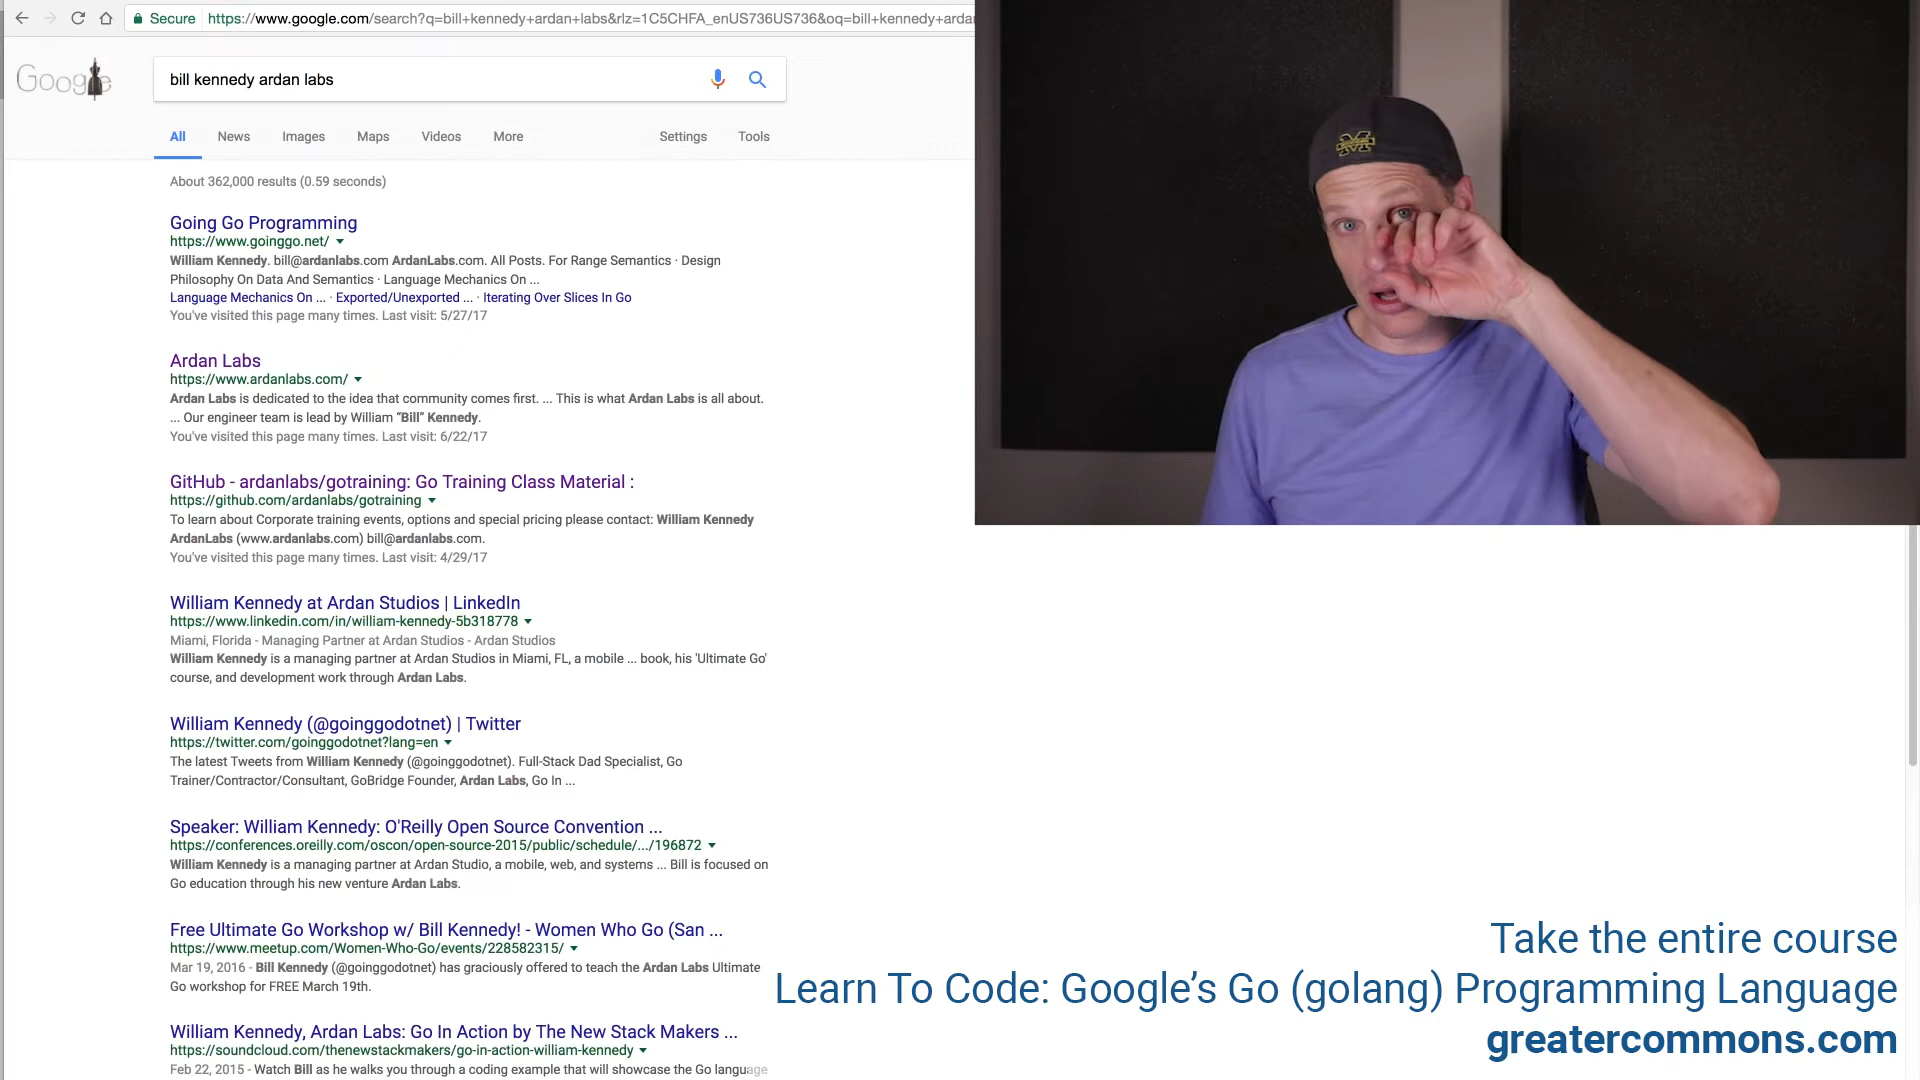 Secure https://www.google.com/search?q=bill+kennedy+ardan+labs&rlz=1C5CHFA_enUS736US736&oq=bill+kennedy+ardan
Google
bill kennedy ardan labs
All News Images Maps Videos More Settings Tools
About 362,000 results (0.59 seconds)
Going Go Programming
https://www.goinggo.net/
William Kennedy. bill@ardanlabs.com ArdanLabs.com. All Posts. For Range Semantics · Design
Philosophy On Data And Semantics · Language Mechanics On ...
Language Mechanics On ... · Exported/Unexported ... · Iterating Over Slices In Go
You've visited this page many times. Last visit: 5/27/17
Ardan Labs
https://www.ardanlabs.com/
Ardan Labs is dedicated to the idea that community comes first. ... This is what Ardan Labs is all about.
... Our engineer team is lead by William “Bill” Kennedy.
You've visited this page many times. Last visit: 6/22/17
GitHub - ardanlabs/gotraining: Go Training Class Material :
https://github.com/ardanlabs/gotraining
To learn about Corporate training events, options and special pricing please contact: William Kennedy
ArdanLabs (www.ardanlabs.com) bill@ardanlabs.com.
You've visited this page many times. Last visit: 4/29/17
William Kennedy at Ardan Studios | LinkedIn
https://www.linkedin.com/in/william-kennedy-5b318778
Miami, Florida - Managing Partner at Ardan Studios - Ardan Studios
William Kennedy is a managing partner at Ardan Studios in Miami, FL, a mobile ... book, his 'Ultimate Go'
course, and development work through Ardan Labs.
William Kennedy (@goinggodotnet) | Twitter
https://twitter.com/goinggodotnet?lang=en
The latest Tweets from William Kennedy (@goinggodotnet). Full-Stack Dad Specialist, Go
Trainer/Contractor/Consultant, GoBridge Founder, Ardan Labs, Go In ...
Speaker: William Kennedy: O'Reilly Open Source Convention ...
https://conferences.oreilly.com/oscon/open-source-2015/public/schedule/.../196872
William Kennedy is a managing partner at Ardan Studio, a mobile, web, and systems ... Bill is focused on
Go education through his new venture Ardan Labs.
Free Ultimate Go Workshop w/ Bill Kennedy! - Women Who Go (San ...
https://www.meetup.com/Women-Who-Go/events/228582315/
Mar 19, 2016 - Bill Kennedy (@goinggodotnet) has graciously offered to teach the Ardan Labs Ultimate
Go workshop for FREE March 19th.
William Kennedy, Ardan Labs: Go In Action by The New Stack Makers ...
https://soundcloud.com/thenewstackmakers/go-in-action-william-kennedy
Feb 22, 2015 - Watch Bill as he walks you through a coding example that will showcase the Go language
M
Take the entire course
Learn To Code: Google’s Go (golang) Programming Language
greatercommons.com